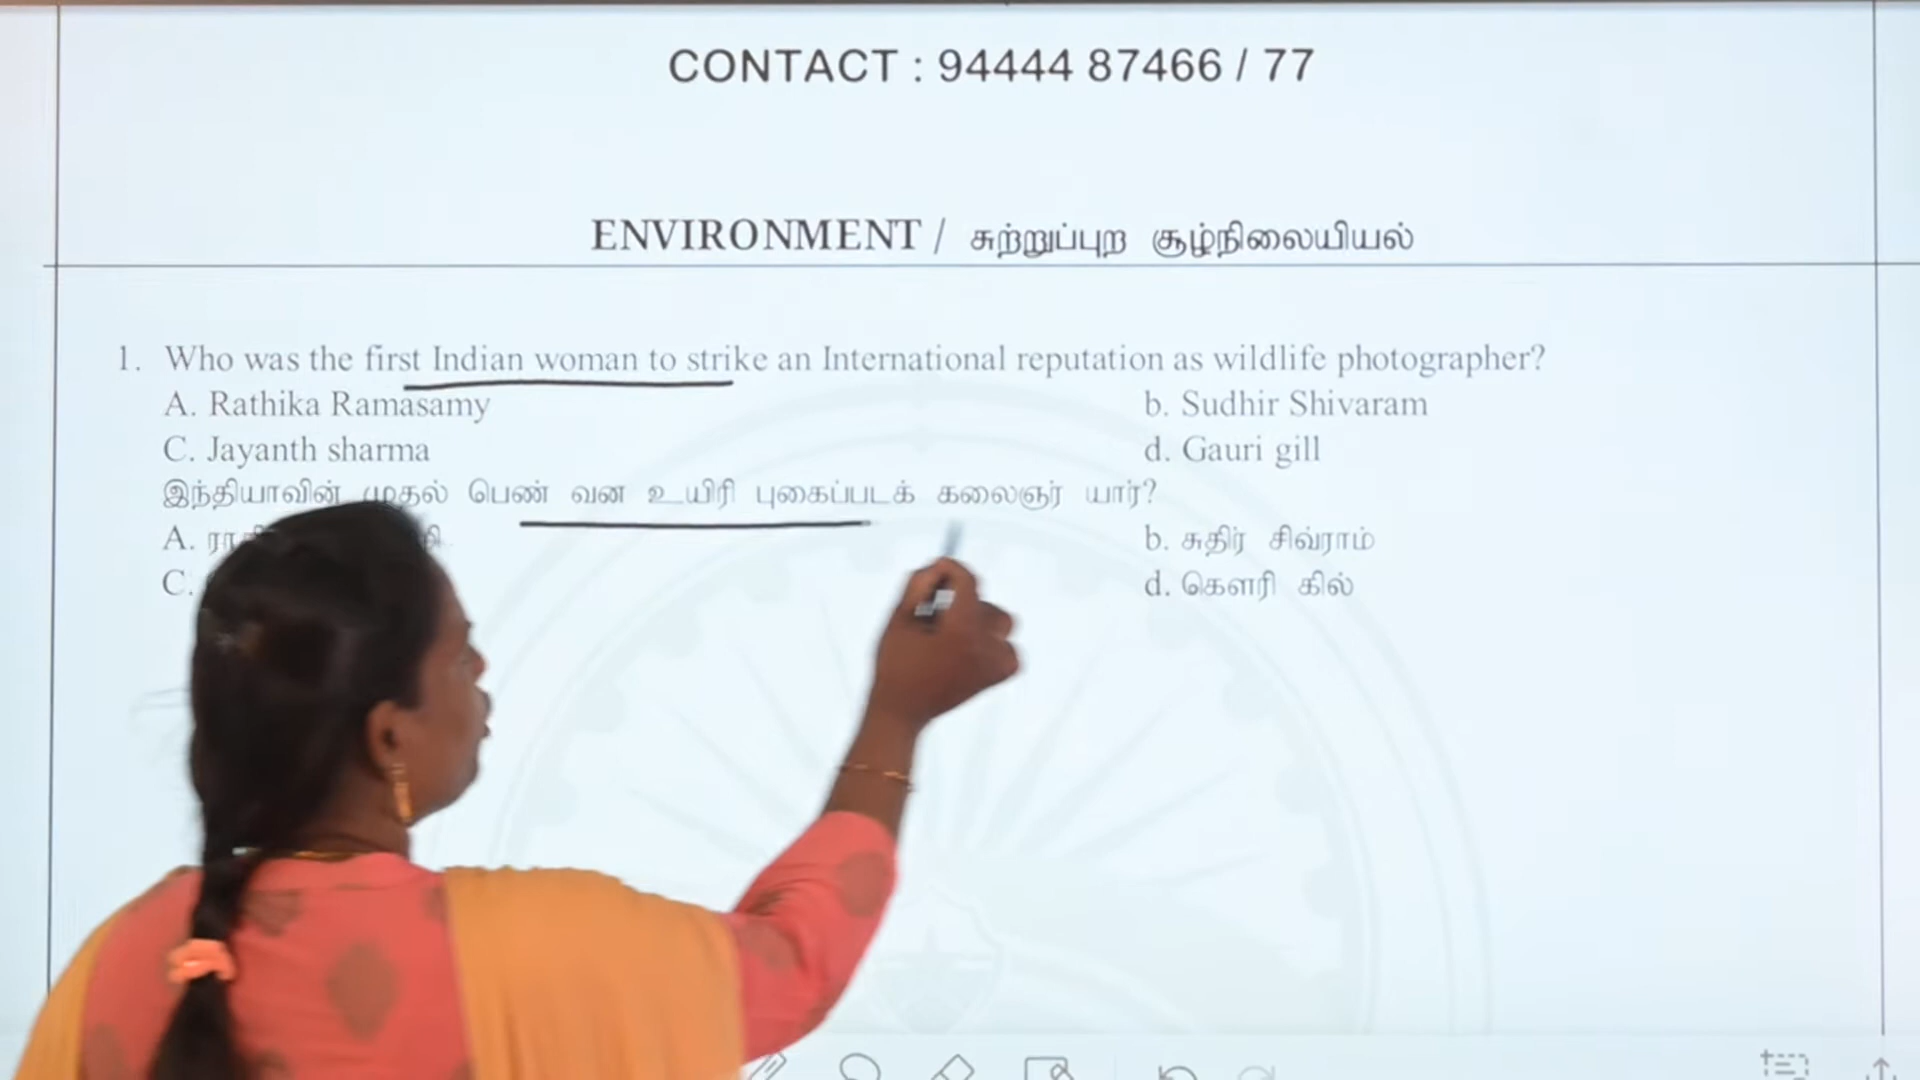 CONTACT : 94444 87466 / 77
ENVIRONMENT / சுற்றுப்புற சூழ்நிலையியல்
1. Who was the first Indian woman to strike an International reputation as wildlife photographer?
A. Rathika Ramasamy b. Sudhir Shivaram
C. Jayanth sharma d. Gauri gill
இந்தியாவின் முதல் பெண் வன உயிரி புகைப்படக் கலைஞர் யார்?
A. b. சுதிர் சிவ்ராம்
C. d. கௌரி கில்